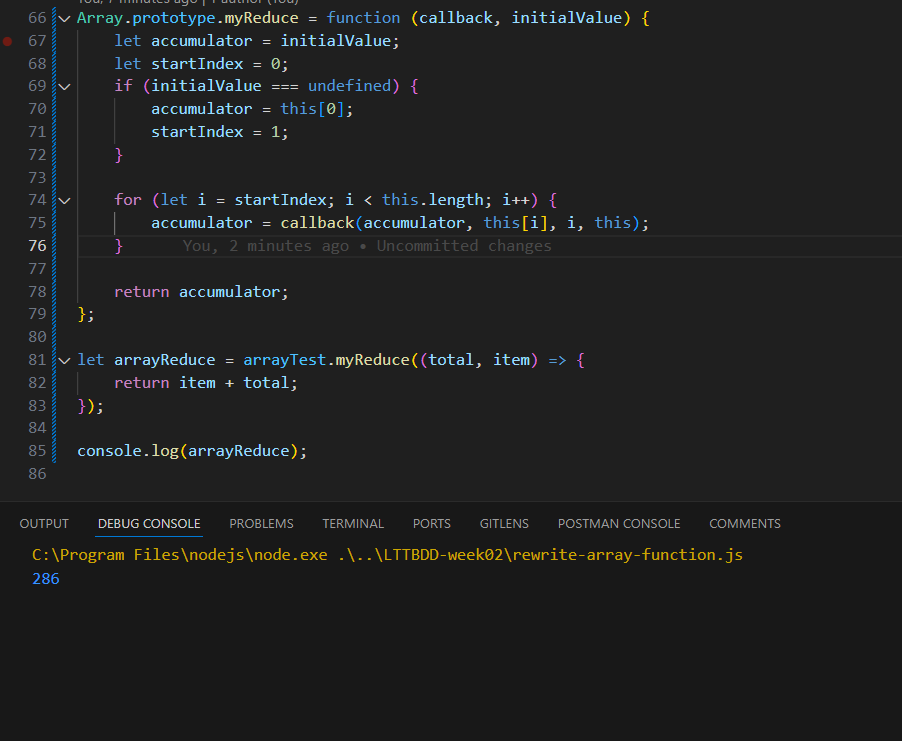 You, 7 minutes ago | 1 author (You)
66 Array.prototype.myReduce = function (callback, initialValue) {
67 let accumulator = initialValue;
68 let startIndex = 0;
69 if (initialValue === undefined) {
70 accumulator = this[0];
71 startIndex = 1;
72 }
73
74 for (let i = startIndex; i < this.length; i++) {
75 accumulator = callback(accumulator, this[i], i, this);
76 } You, 2 minutes ago • Uncommitted changes
77
78 return accumulator;
79 };
80
81 let arrayReduce = arrayTest.myReduce((total, item) => {
82 return item + total;
83 });
84
85 console.log(arrayReduce);
86
OUTPUT DEBUG CONSOLE PROBLEMS TERMINAL PORTS GITLENS POSTMAN CONSOLE COMMENTS
C:\Program Files\nodejs\node.exe .\..\LTTBDD-week02\rewrite-array-function.js
286